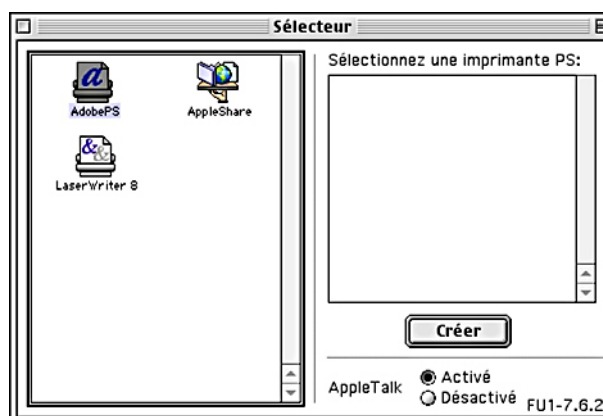 Sélecteur
AdobePS
AppleShare
LaserWriter 8
Sélectionnez une imprimante PS:
Créer
AppleTalk
Activé
Désactivé
FU1-7.6.2